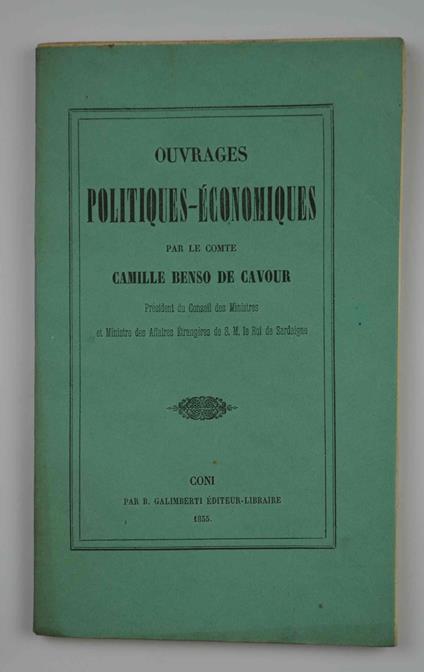 OUVRAGES
POLITIQUES-ÉCONOMIQUES
PAR LE COMTE
CAMILLE BENSO DE CAVOUR
Président du Conseil des Ministres
et Ministre des Affaires Étrangères de S. M. le Roi de Sardaigne
CONI
PAR B. GALIMBERTI ÉDITEUR-LIBRAIRE
1855.